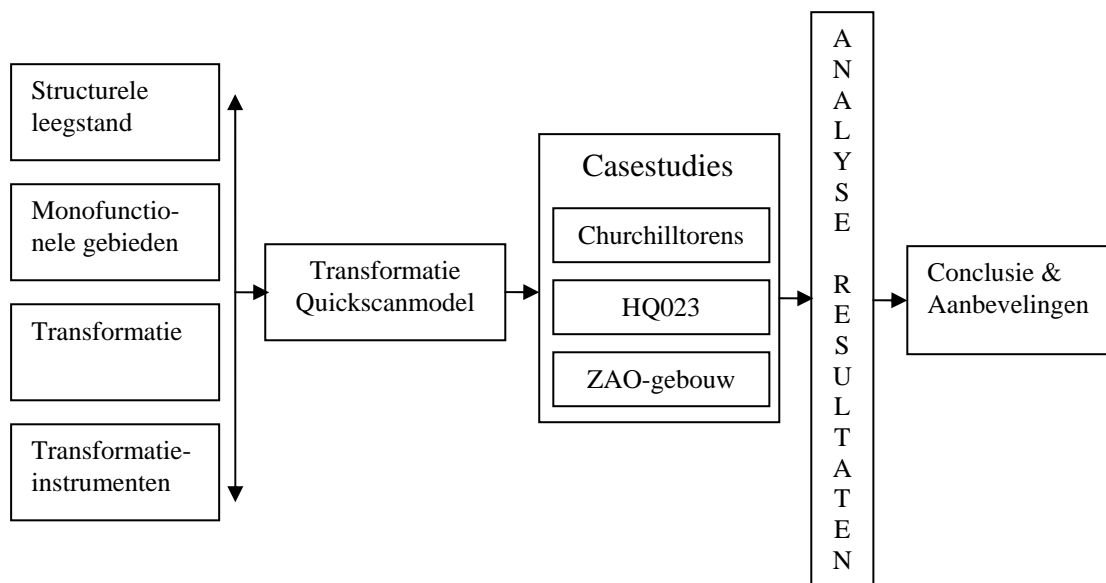 Structurele
leegstand
Monofunctio-
nele gebieden
Transformatie
Transformatie-
instrumenten
Transformatie
Quickscanmodel
Casestudies
Churchilltorens
HQ023
ZAO-gebouw
A
N
A
L
Y
S
E
R
E
S
U
L
T
A
T
E
N
Conclusie &
Aanbevelingen